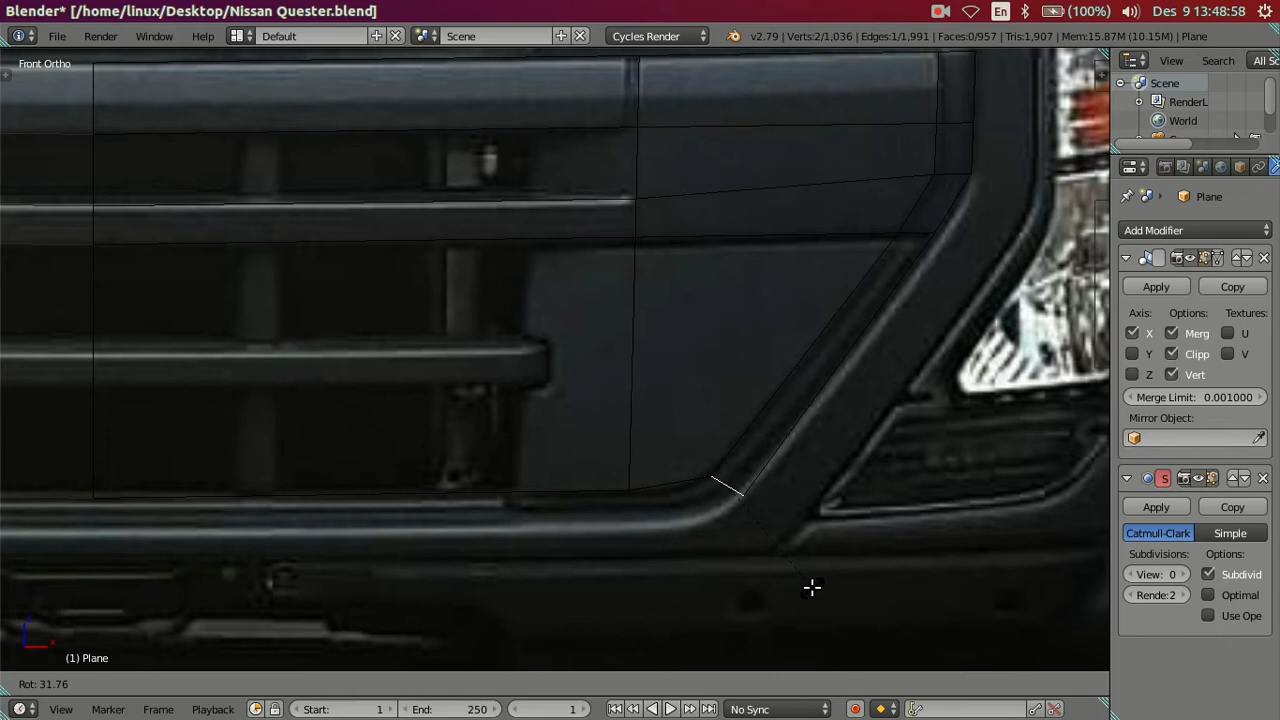 Blender* [/home/linux/Desktop/Nissan Quester.blend]
En (100%) Des 9 13:48:58
File Render Window Help Default Scene Cycles Render v2.79 | Verts:2/1,036 | Edges:1/1,991 | Faces:0/957 | Tris:1,907 | Mem:15.87M (10.15M) | Plane
Front Ortho
View Search All Sc
Scene
RenderL
World
Plane
Add Modifier
Apply Copy
Axis: Options: Textures:
X Merg U
Y Clipp V
Z Vert
Merge Limit: 0.001000
Mirror Object:
S
Apply Copy
Catmull-Clark Simple
Subdivisions: Options:
View: 0 Subdivid
Rende:2 Optimal
Use Ope
(1) Plane
Rot: 31.76
View Marker Frame Playback Start: 1 End: 250 1 No Sync